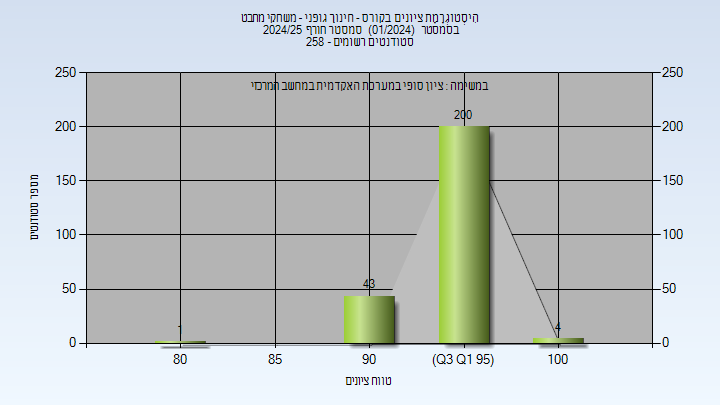 היסטוגרמת ציונים בקורס - חינוך גופני - משחקי מחבט
בסמסטר (01/2024) סמסטר חורף 2024/25
סטודנטים רשומים - 258
במשימה : ציון סופי במערכת האקדמית במחשב המרכזי
250 250
200 200
150 150
100 100
50 50
0 0
1 43 200 4
80 85 90 (Q3 Q1 95) 100
מספר סטודנטים
טווח ציונים